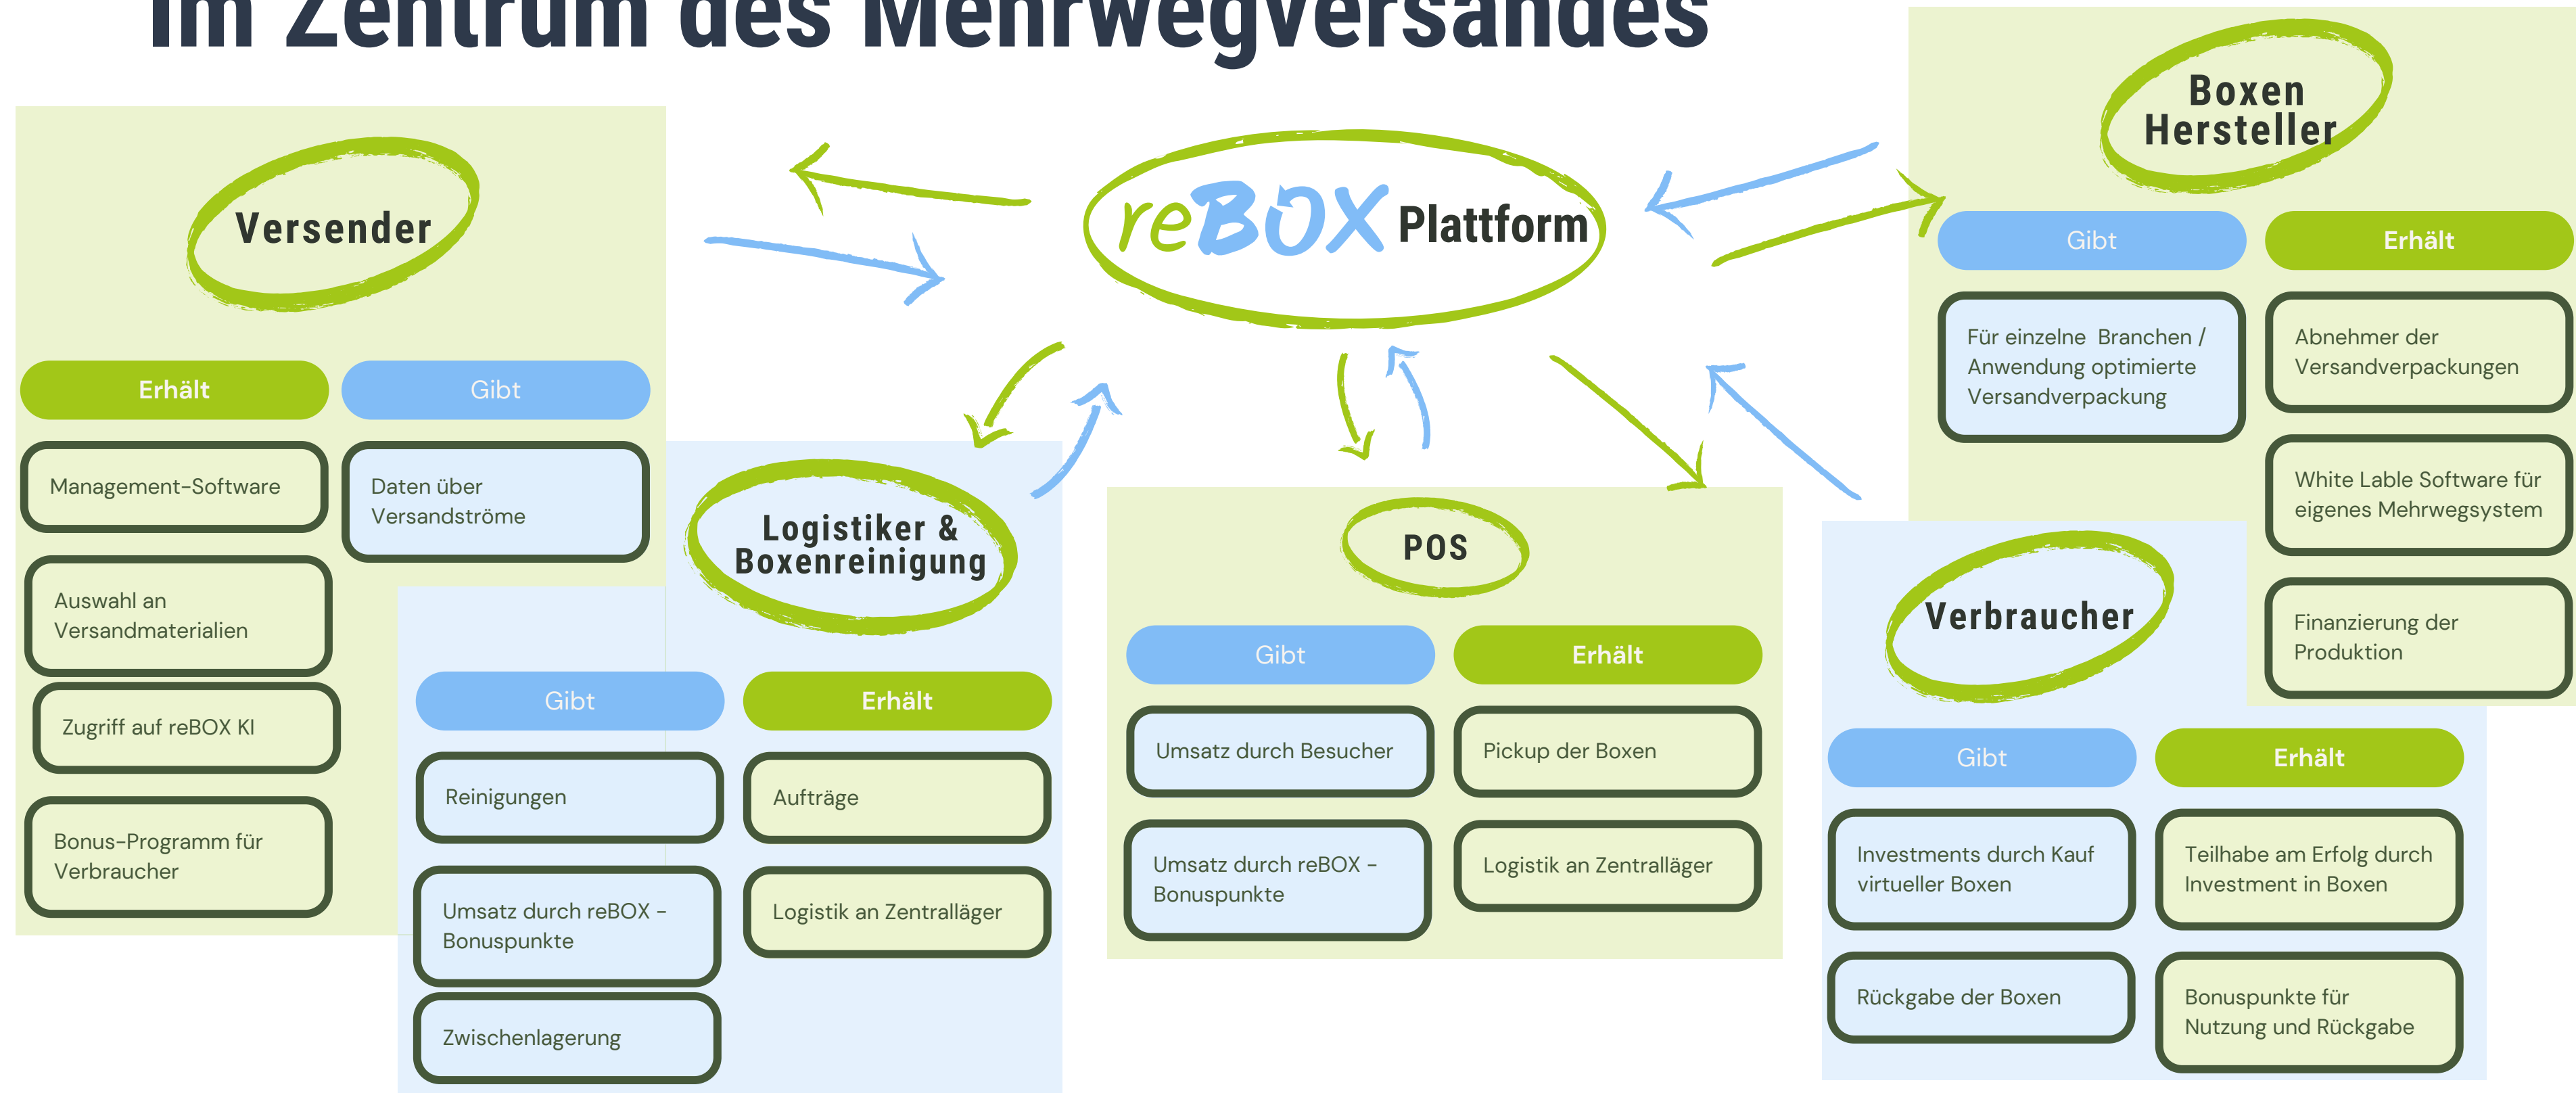 im Zentrum des Mehrwegversandes
reBOX Plattform
Versender
Erhält
Gibt
Management-Software
Daten über
Versandströme
Auswahl an
Versandmaterialien
Zugriff auf reBOX KI
Bonus-Programm für
Verbraucher
Logistiker &
Boxenreinigung
Gibt
Erhält
Reinigungen
Aufträge
Umsatz durch reBOX -
Bonuspunkte
Logistik an Zentralläger
Zwischenlagerung
POS
Gibt
Erhält
Umsatz durch Besucher
Pickup der Boxen
Umsatz durch reBOX -
Bonuspunkte
Logistik an Zentralläger
Boxen
Hersteller
Gibt
Erhält
Für einzelne  Branchen /
Anwendung optimierte
Versandverpackung
Abnehmer der
Versandverpackungen
White Lable Software für
eigenes Mehrwegsystem
Finanzierung der
Produktion
Verbraucher
Gibt
Erhält
Investments durch Kauf
virtueller Boxen
Teilhabe am Erfolg durch
Investment in Boxen
Rückgabe der Boxen
Bonuspunkte für
Nutzung und Rückgabe